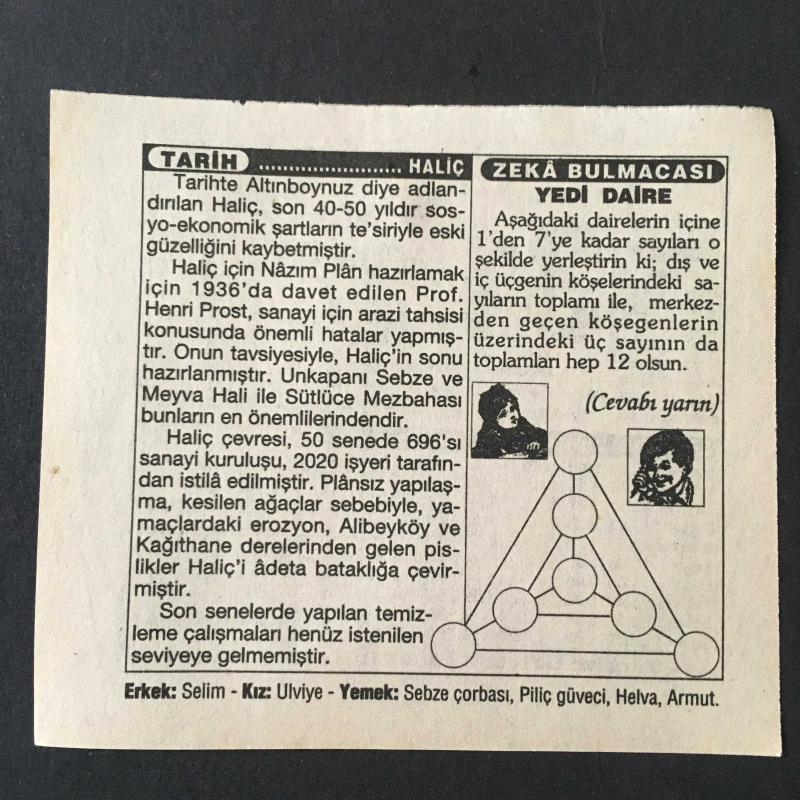 TARİH ........................ HALİÇ
Tarihte Altınboynuz diye adlan-
dırılan Haliç, son 40-50 yıldır sos-
yo-ekonomik şartların te'siriyle eski
güzelliğini kaybetmiştir.
Haliç için Nâzım Plân hazırlamak
için 1936'da davet edilen Prof.
Henri Prost, sanayi için arazi tahsisi
konusunda önemli hatalar yapmış-
tır. Onun tavsiyesiyle, Haliç'in sonu
hazırlanmıştır. Unkapanı Sebze ve
Meyva Hali ile Sütlüce Mezbahası
bunların en önemlilerindendir.
Haliç çevresi, 50 senede 696'sı
sanayi kuruluşu, 2020 işyeri tarafın-
dan istilâ edilmiştir. Plânsız yapılaş-
ma, kesilen ağaçlar sebebiyle, ya-
maçlardaki erozyon, Alibeyköy ve
Kağıthane derelerinden gelen pis-
likler Haliç'i âdeta bataklığa çevir-
miştir.
Son senelerde yapılan temiz-
leme çalışmaları henüz istenilen
seviyeye gelmemiştir.
ZEKÂ BULMACASI
YEDİ DAİRE
Aşağıdaki dairelerin içine
1'den 7'ye kadar sayıları o
şekilde yerleştirin ki; dış ve
iç üçgenin köşelerindeki sa-
yıların toplamı ile, merkez-
den geçen köşegenlerin
üzerindeki üç sayının da
toplamları hep 12 olsun.
(Cevabı yarın)
Erkek: Selim - Kız: Ulviye - Yemek: Sebze çorbası, Piliç güveci, Helva, Armut.